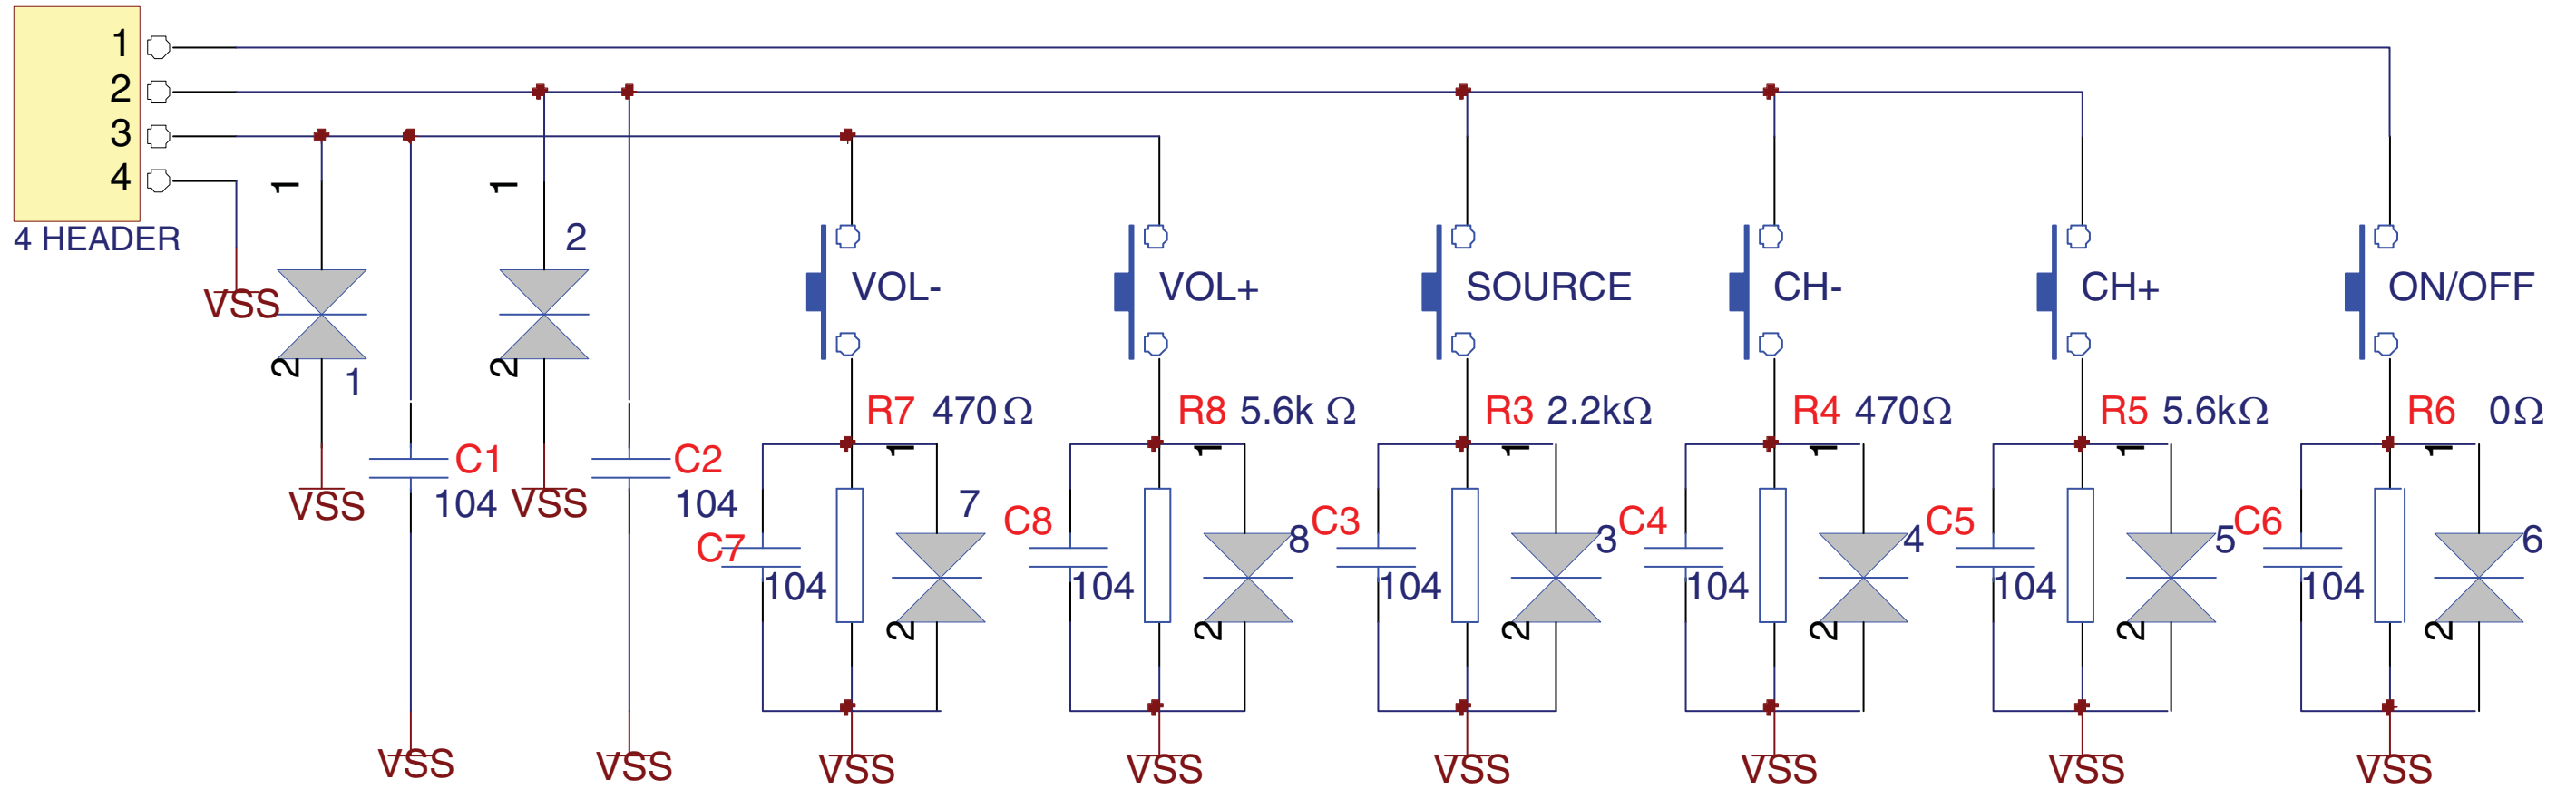 1
2
3
4
4 HEADER
VSS
1
2
1
VSS
1
2
2
VSS
C1
104
VSS
C2
104
VSS
VOL-
R7 470Ω
C7
104
1
2
7
VSS
VOL+
R8 5.6k Ω
C8
104
1
2
8
VSS
SOURCE
R3 2.2kΩ
C3
104
1
2
3
VSS
CH-
R4 470Ω
C4
104
1
2
4
VSS
CH+
R5 5.6kΩ
C5
104
1
2
5
VSS
ON/OFF
R6 0Ω
C6
104
1
2
6
VSS